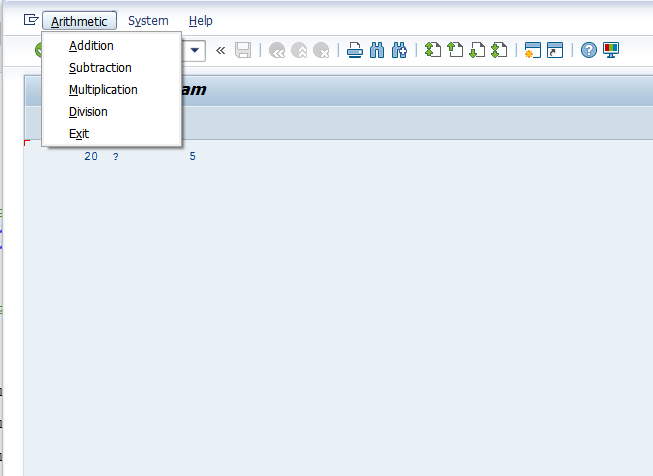 Arithmetic System Help
Addition
Subtraction
Multiplication
Division
Exit
am
20 ? 5